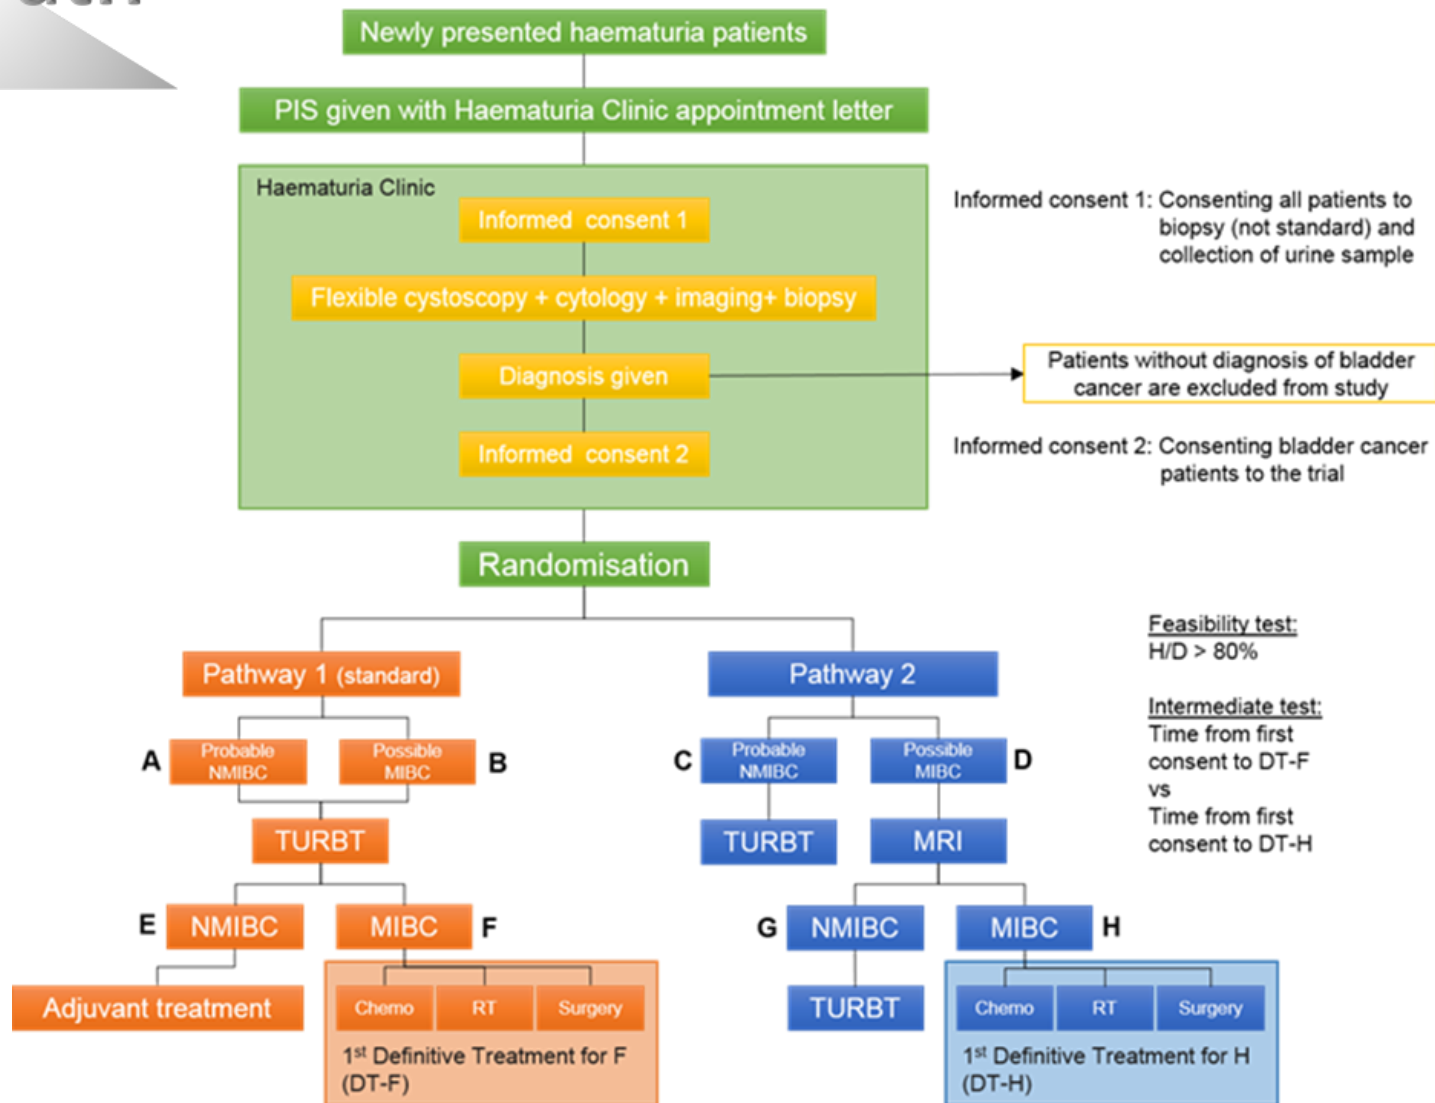 Newly presented haematuria patients
PIS given with Haematuria Clinic appointment letter
Haematuria Clinic
Informed consent 1
Flexible cystoscopy + cytology + imaging+ biopsy
Diagnosis given
Informed consent 2
Informed consent 1: Consenting all patients to
biopsy (not standard) and
collection of urine sample
Patients without diagnosis of bladder
cancer are excluded from study
Informed consent 2: Consenting bladder cancer
patients to the trial
Randomisation
Pathway 1 (standard)
A
Probable
NMIBC
Possible
MIBC
B
TURBT
E
NMIBC
MIBC
F
Adjuvant treatment
Chemo
RT
Surgery
1st Definitive Treatment for F
(DT-F)
Pathway 2
C
Probable
NMIBC
Possible
MIBC
D
TURBT
MRI
G
NMIBC
MIBC
H
TURBT
Chemo
RT
Surgery
1st Definitive Treatment for H
(DT-H)
Feasibility test:
H/D > 80%
Intermediate test:
Time from first
consent to DT-F
vs
Time from first
consent to DT-H